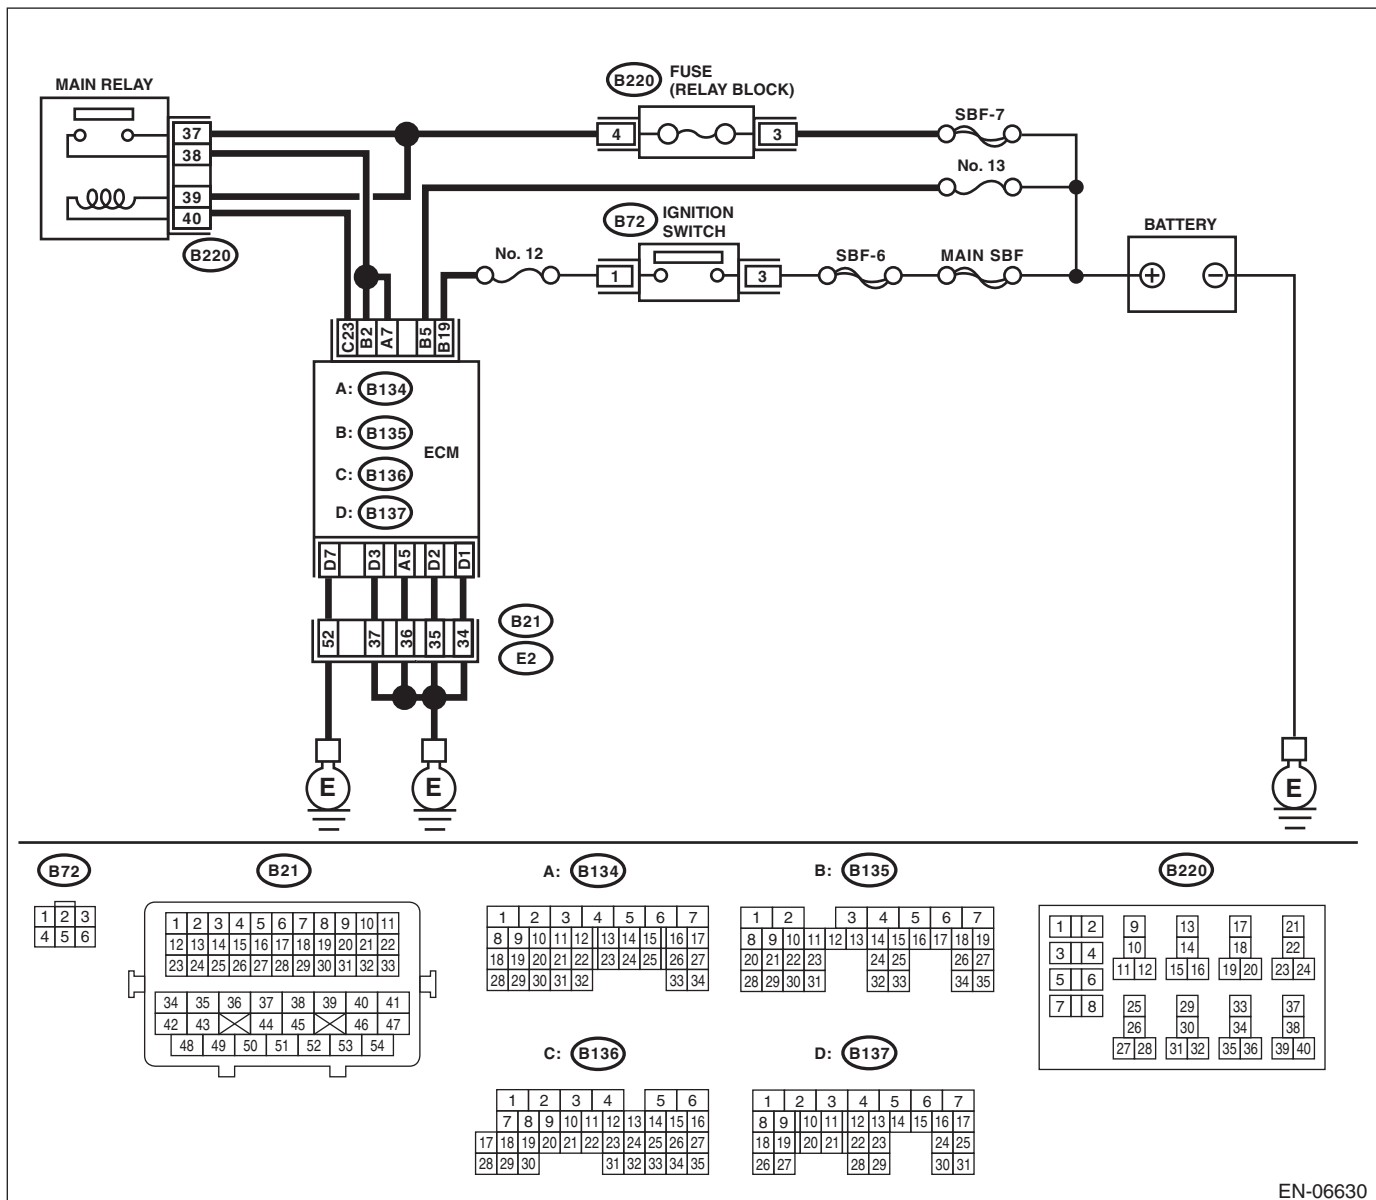 MAIN RELAY
B220
FUSE
(RELAY BLOCK)
SBF-7
37
38
39
40
4
3
No. 13
B220
B72
IGNITION
SWITCH
BATTERY
No. 12
1
3
SBF-6
MAIN SBF
+
−
C23
B2
A7
B5
B19
A: B134
B: B135
ECM
C: B136
D: B137
D7
D3
A5
D2
D1
52
37
36
35
34
B21
E2
E
E
E
B72
1 2 3
4 5 6
B21
1 2 3 4 5 6 7 8 9 10 11
12 13 14 15 16 17 18 19 20 21 22
23 24 25 26 27 28 29 30 31 32 33
34 35 36 37 38 39 40 41
42 43 44 45 46 47
48 49 50 51 52 53 54
A: B134
1 2 3 4 5 6 7
8 9 10 11 12 13 14 15 16 17
18 19 20 21 22 23 24 25 26 27
28 29 30 31 32 33 34
B: B135
1 2 3 4 5 6 7
8 9 10 11 12 13 14 15 16 17 18 19
20 21 22 23 24 25 26 27
28 29 30 31 32 33 34 35
C: B136
1 2 3 4 5 6
7 8 9 10 11 12 13 14 15 16
17 18 19 20 21 22 23 24 25 26 27
28 29 30 31 32 33 34 35
D: B137
1 2 3 4 5 6 7
8 9 10 11 12 13 14 15 16 17
18 19 20 21 22 23 24 25
26 27 28 29 30 31
B220
1 2 9 13 17 21
3 4 10 14 18 22
11 12 15 16 19 20 23 24
5 6
7 8 25 29 33 37
26 30 34 38
27 28 31 32 35 36 39 40
EN-06630